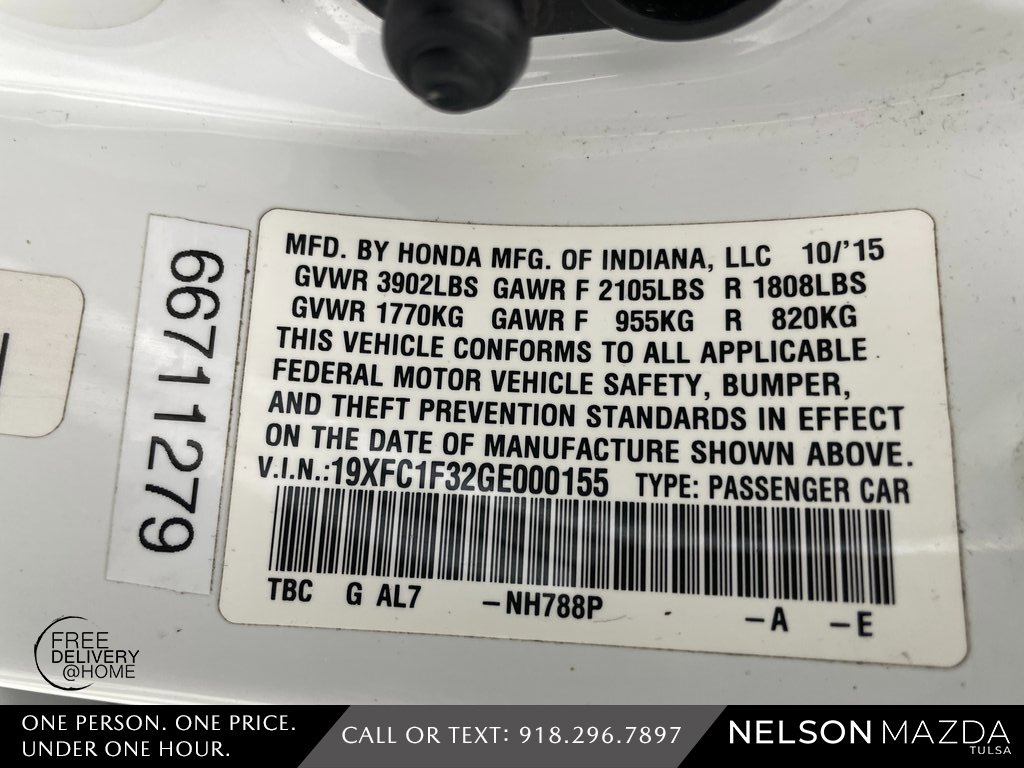 MFD. BY HONDA MFG. OF INDIANA, LLC 10/'15
GVWR 3902LBS GAWR F 2105LBS R 1808LBS
GVWR 1770KG GAWR F 955KG R 820KG
THIS VEHICLE CONFORMS TO ALL APPLICABLE
FEDERAL MOTOR VEHICLE SAFETY, BUMPER,
AND THEFT PREVENTION STANDARDS IN EFFECT
ON THE DATE OF MANUFACTURE SHOWN ABOVE.
V.I.N.:19XFC1F32GE000155 TYPE: PASSENGER CAR
TBC G AL7 -NH788P -A -E
66711279
FREE
DELIVERY
@HOME
ONE PERSON. ONE PRICE.
UNDER ONE HOUR.
CALL OR TEXT: 918.296.7897
NELSON MAZDA
TULSA